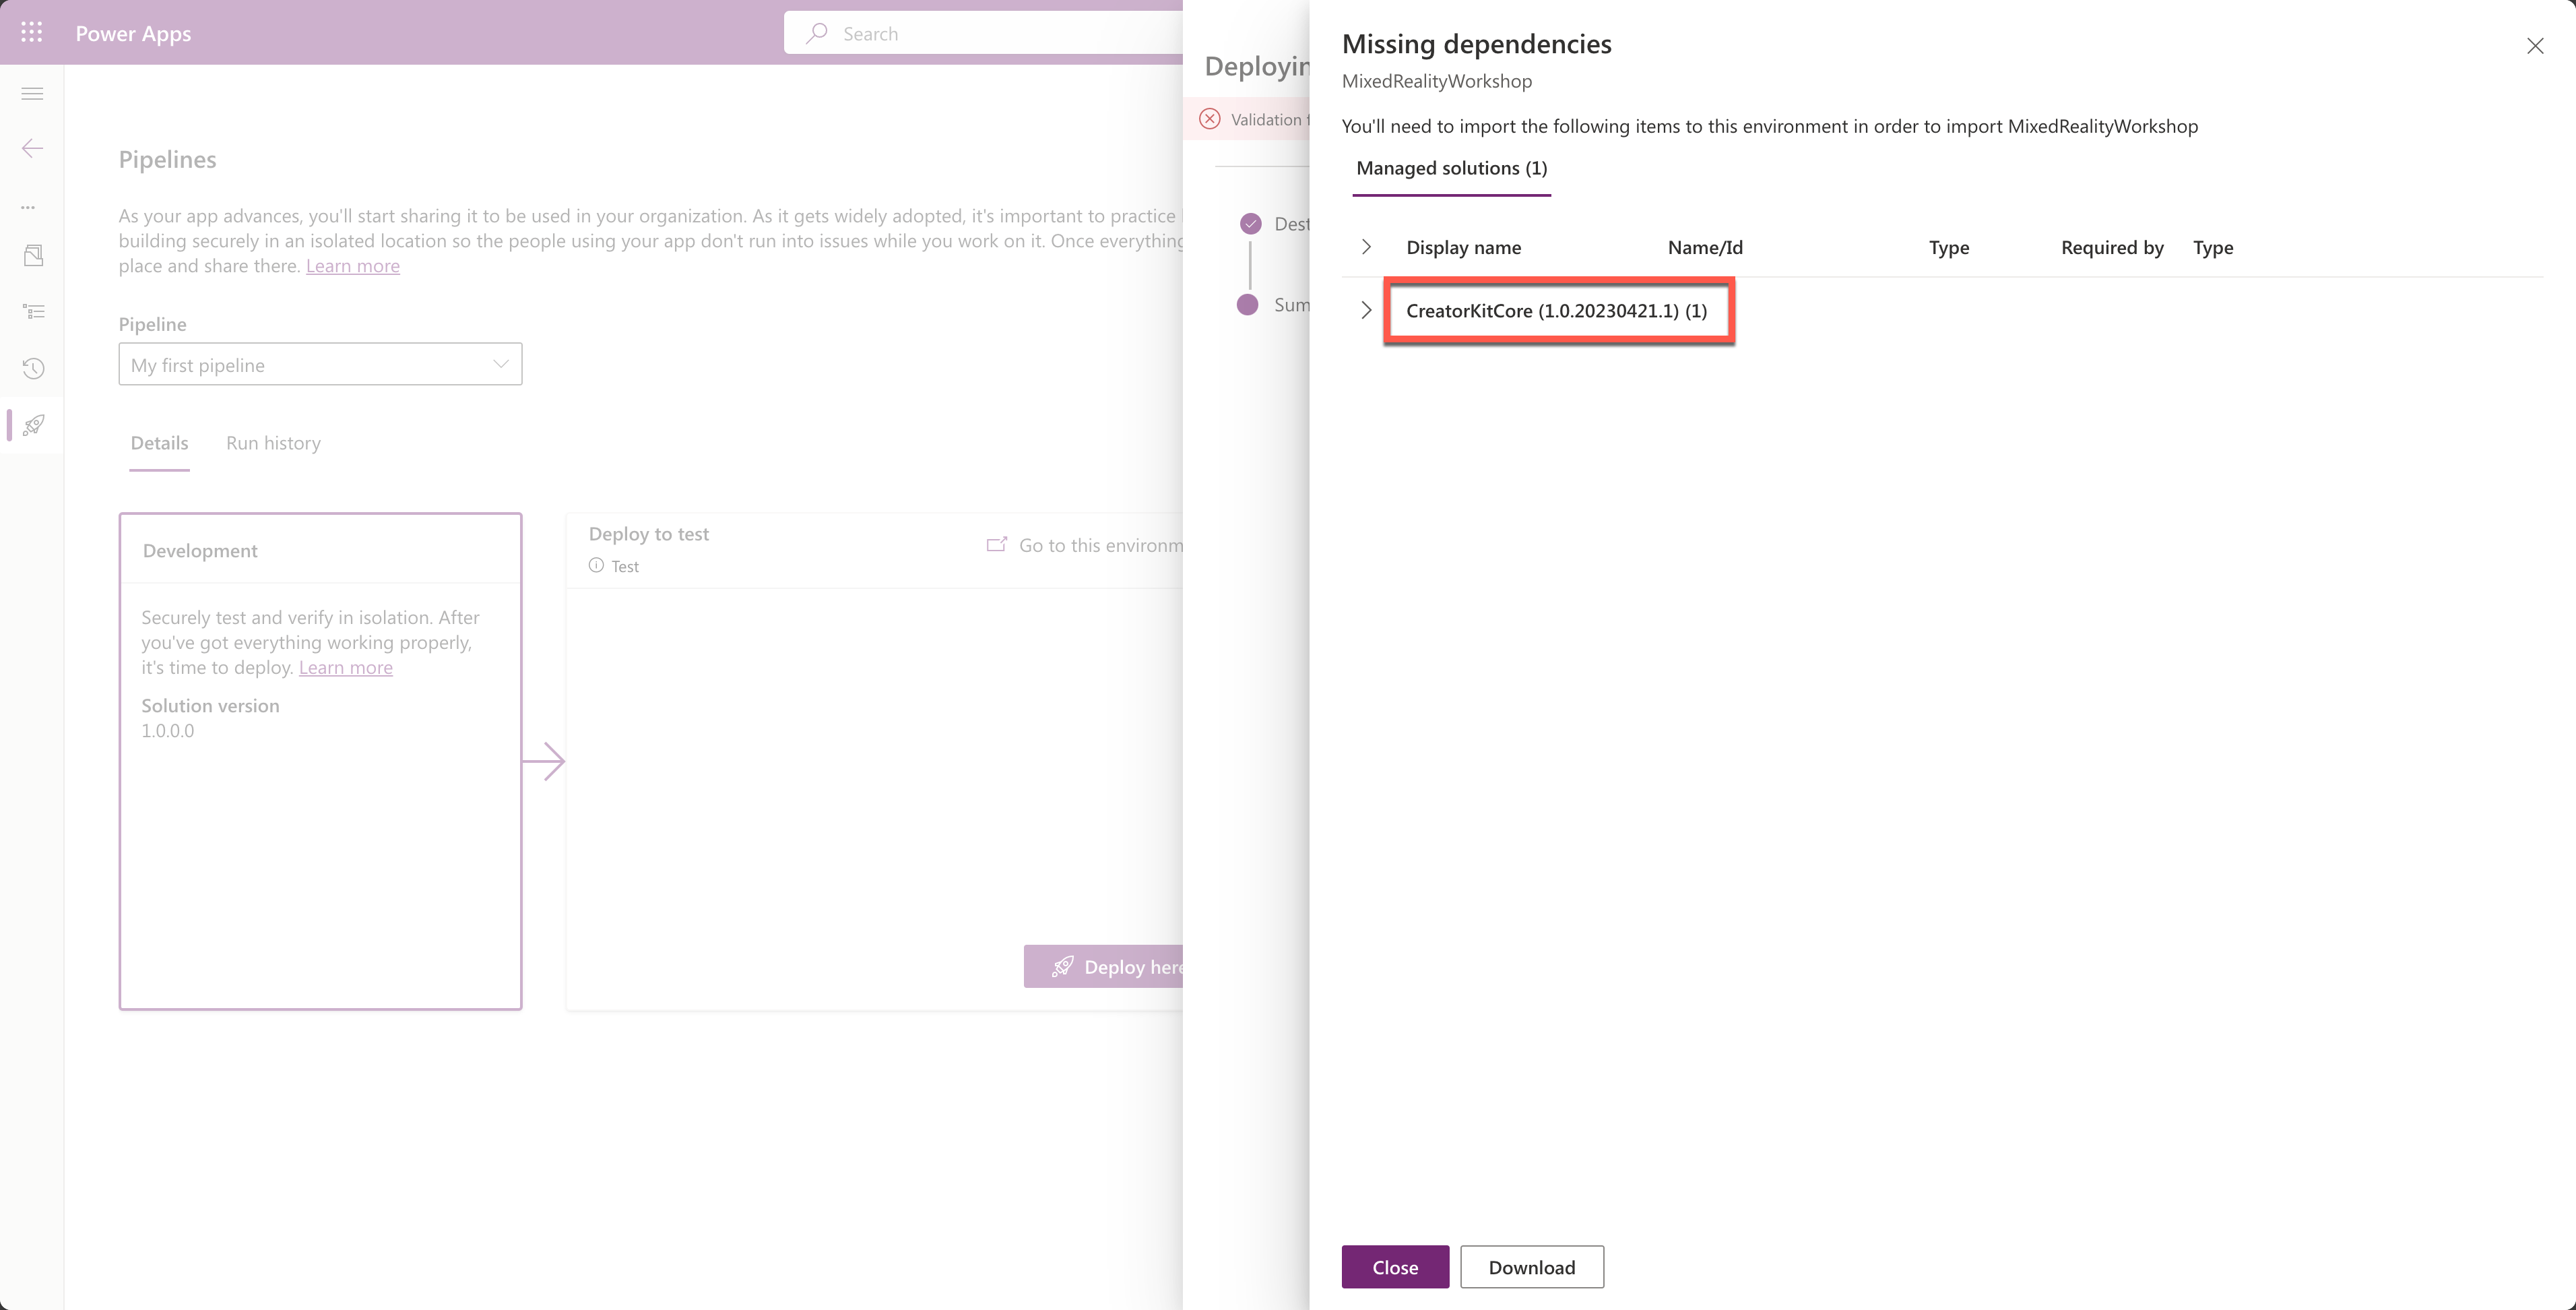 Power Apps
Search
Pipelines
As your app advances, you'll start sharing it to be used in your organization. As it gets widely adopted, it's important to practice
building securely in an isolated location so the people using your app don't run into issues while you work on it. Once everything
place and share there. Learn more
Pipeline
My first pipeline
Details
Run history
Development
Securely test and verify in isolation. After
you've got everything working properly,
it's time to deploy. Learn more
Solution version
1.0.0.0
Deploy to test
Test
Go to this environm
Deploy here
Deployin
Validation f
Dest
Sum
Missing dependencies
MixedRealityWorkshop
You'll need to import the following items to this environment in order to import MixedRealityWorkshop
Managed solutions (1)
Display name Name/Id Type Required by Type
CreatorKitCore (1.0.20230421.1) (1)
Close
Download